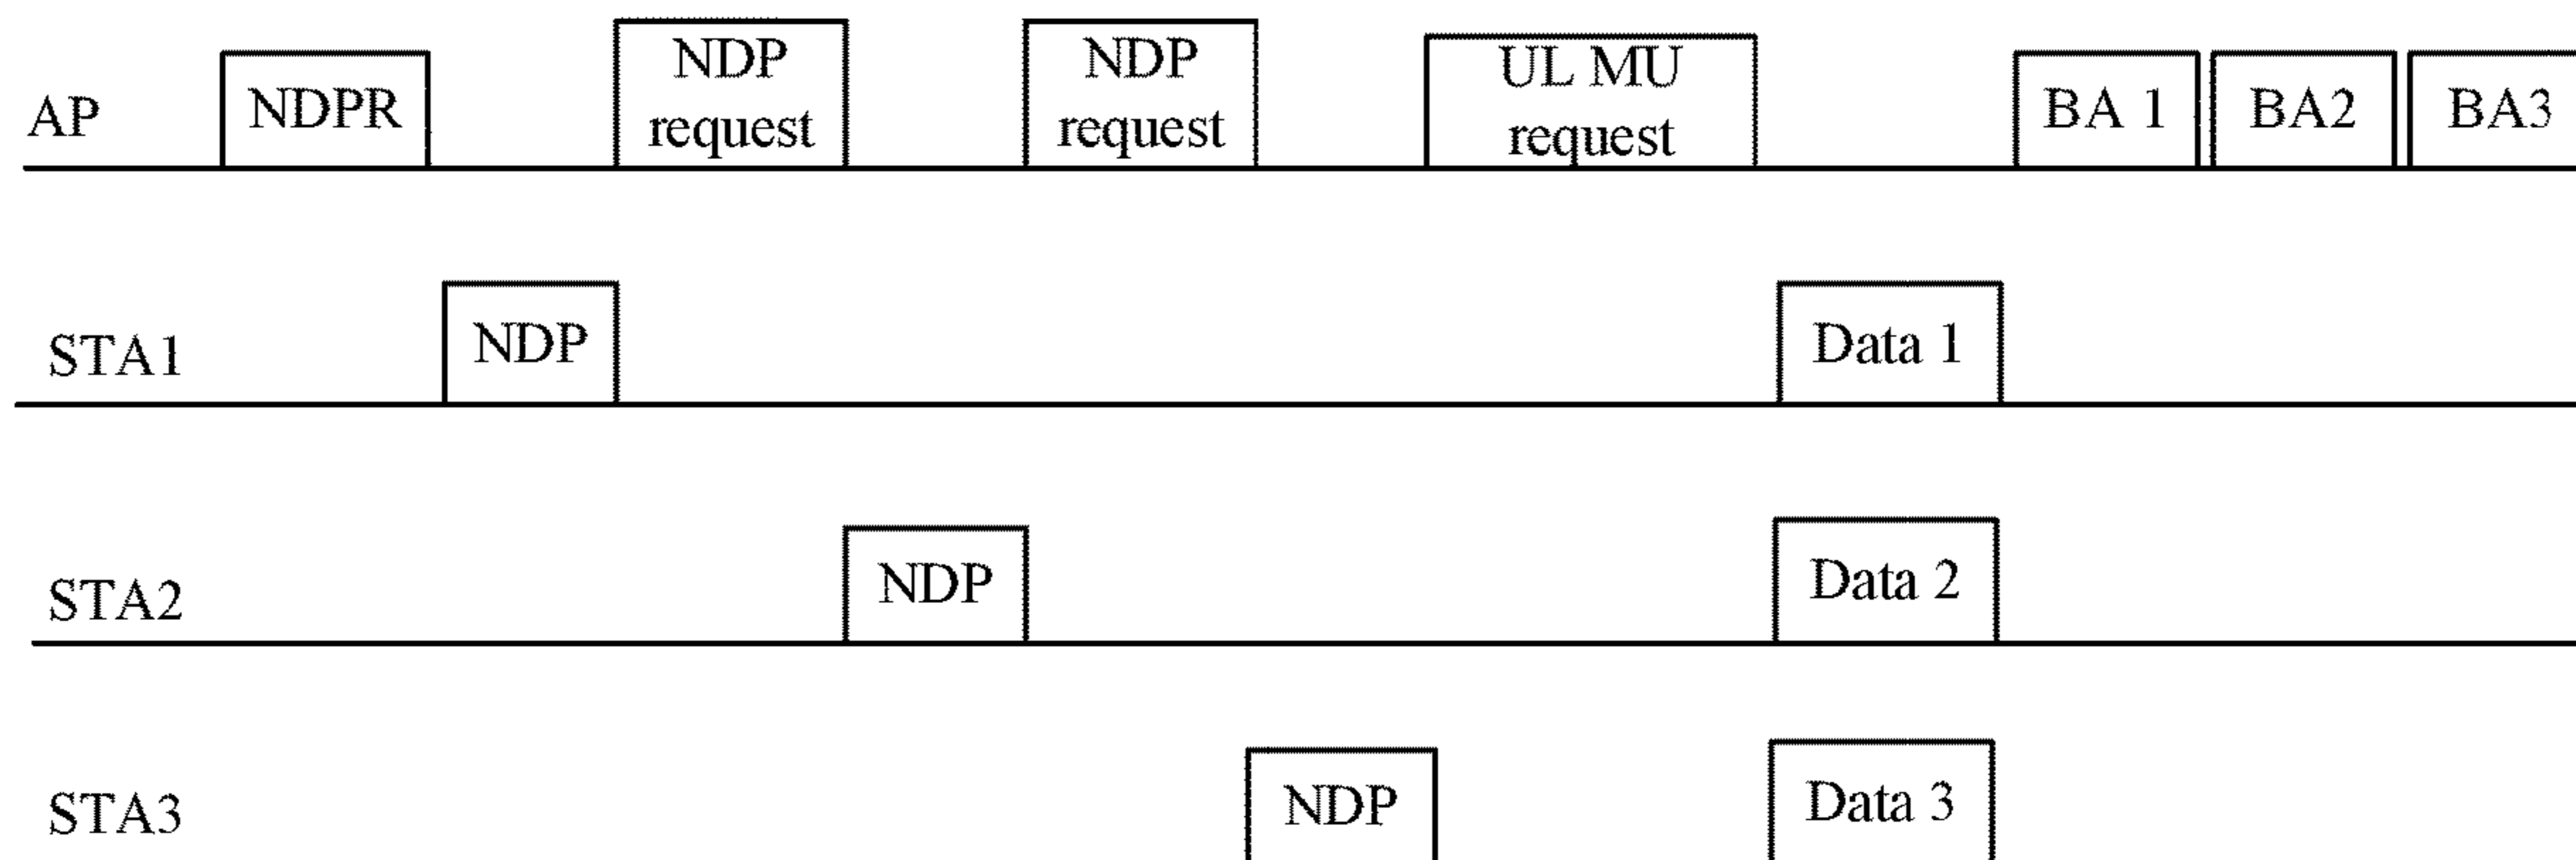 AP
NDPR
NDP
request
NDP
request
UL MU
request
BA 1
BA2
BA3
STA1
NDP
Data 1
STA2
NDP
Data 2
STA3
NDP
Data 3